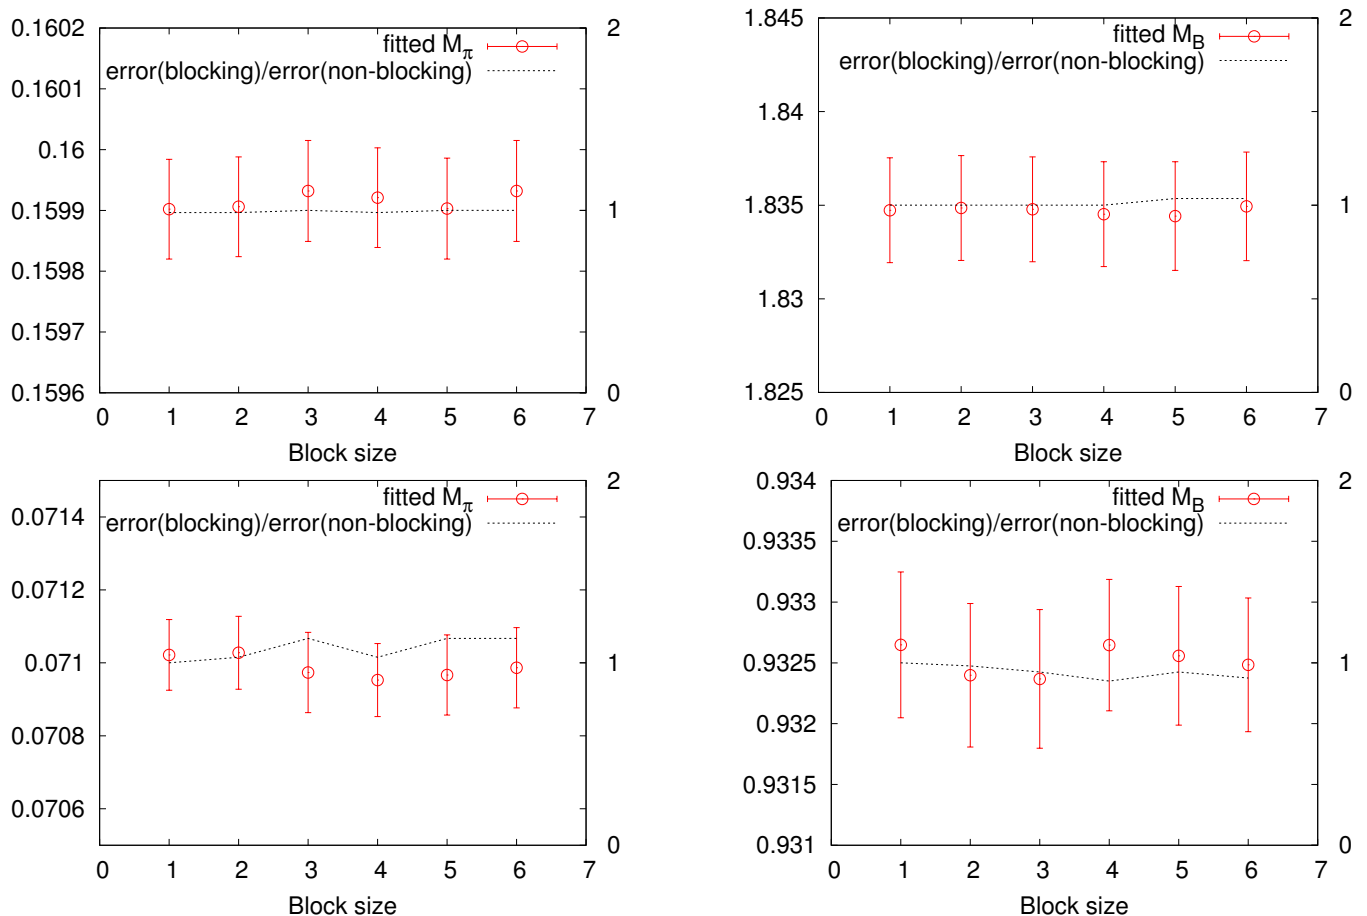 0.1602
0.1601
0.16
0.1599
0.1598
0.1597
0.1596
fitted M_π
error(blocking)/error(non-blocking)
2
1
0
0 1 2 3 4 5 6 7
Block size
1.845
1.84
1.835
1.83
1.825
fitted M_B
error(blocking)/error(non-blocking)
2
1
0
0 1 2 3 4 5 6 7
Block size
0.0714
0.0712
0.071
0.0708
0.0706
fitted M_π
error(blocking)/error(non-blocking)
2
1
0
0 1 2 3 4 5 6 7
Block size
0.934
0.9335
0.933
0.9325
0.932
0.9315
0.931
fitted M_B
error(blocking)/error(non-blocking)
2
1
0
0 1 2 3 4 5 6 7
Block size